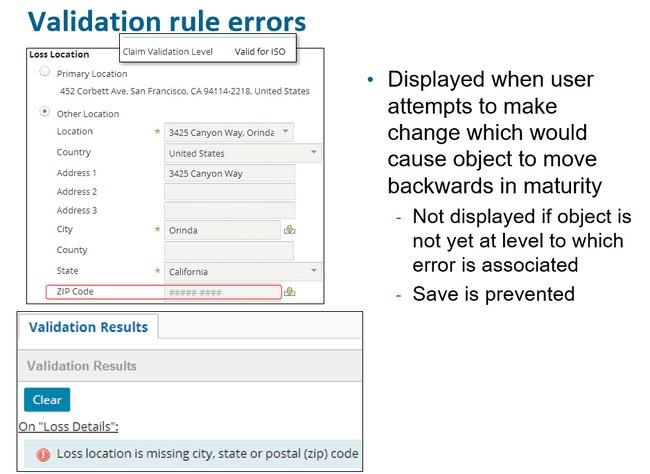 Validation rule errors
Claim Validation Level Valid for ISO
Loss Location
Primary Location
452 Corbett Ave, San Francisco, CA 94114-2218, United States
Other Location
Location * 3425 Canyon Way, Orinda
Country United States
Address 1 3425 Canyon Way
Address 2
Address 3
City * Orinda
County
State * California
ZIP Code #####-####
Validation Results
Validation Results
Clear
On "Loss Details":
Loss location is missing city, state or postal (zip) code
• Displayed when user
attempts to make
change which would
cause object to move
backwards in maturity
- Not displayed if object is
not yet at level to which
error is associated
- Save is prevented